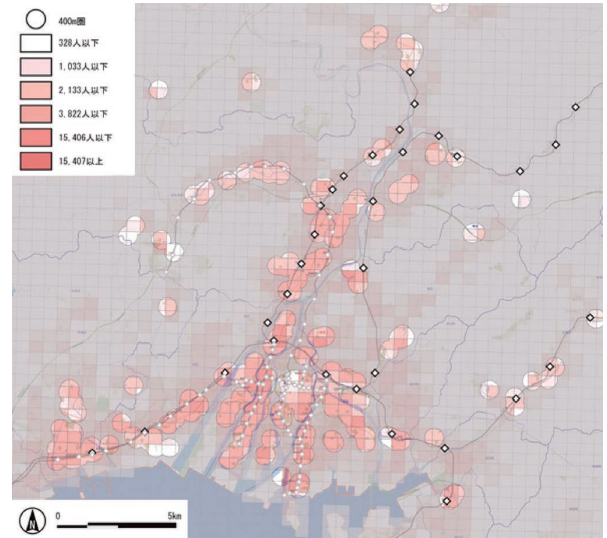 400m圏
328人以下
1,033人以下
2,133人以下
3,822人以下
15,406人以下
15,407以上
N
0 5km